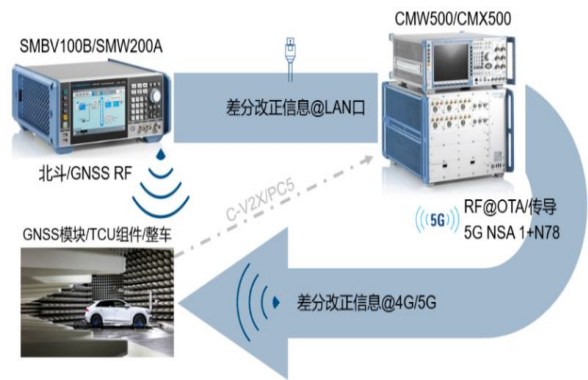 SMBV100B/SMW200A
CMW500/CMX500
差分改正信息@LAN口
北斗/GNSS RF
C-V2X/PC5
GNSS模块/TCU组件/整车
5G
RF@OTA/传导
5G NSA 1+N78
差分改正信息@4G/5G